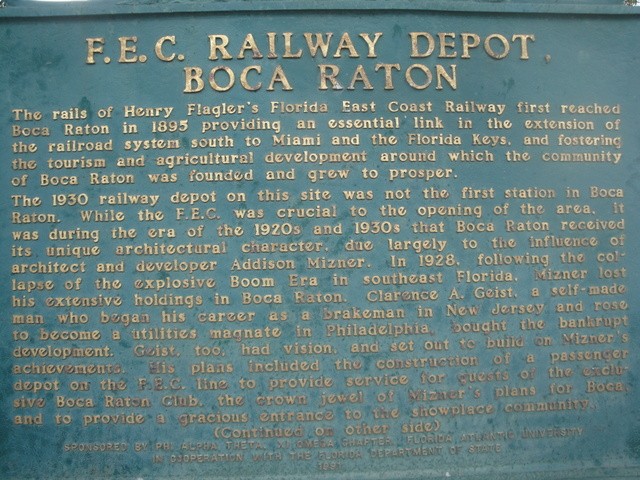 F.E.C. RAILWAY DEPOT,
BOCA RATON
The rails of Henry Flagler's Florida East Coast Railway first reached
Boca Raton in 1895 providing an essential link in the extension of
the railroad system south to Miami and the Florida Keys, and fostering
the tourism and agricultural development around which the community
of Boca Raton was founded and grew to prosper.
The 1930 railway depot on this site was not the first station in Boca
Raton. While the F.E.C. was crucial to the opening of the area, it
was during the era of the 1920s and 1930s that Boca Raton received
its unique architectural character, due largely to the influence of
architect and developer Addison Mizner. In 1928, following the col-
lapse of the explosive Boom Era in southeast Florida, Mizner lost
his extensive holdings in Boca Raton. Clarence A. Geist, a self-made
man who began his career as a brakeman in New Jersey and rose
to become a utilities magnate in Philadelphia, bought the bankrupt
development. Geist, too, had vision, and set out to build on Mizner's
achievements. His plans included the construction of a passenger
depot on the F.E.C. line to provide service for guests of the exclu-
sive Boca Raton Club, the crown jewel of Mizner's plans for Boca,
and to provide a gracious entrance to the showplace community.
(Continued on other side)
SPONSORED BY PHI ALPHA THETA, XI OMEGA CHAPTER, FLORIDA ATLANTIC UNIVERSITY
IN COOPERATION WITH THE FLORIDA DEPARTMENT OF STATE